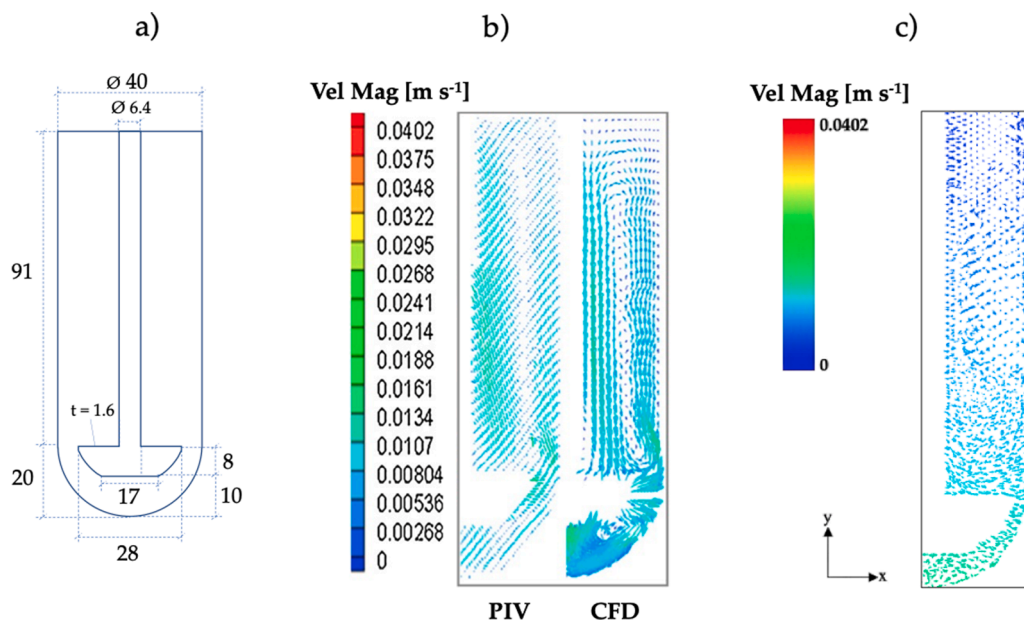 a)
b)
c)
Ø 40
Ø 6.4
91
t = 1.6
20
8
10
17
28
Vel Mag [m s-1]
0.0402
0.0375
0.0348
0.0322
0.0295
0.0268
0.0241
0.0214
0.0188
0.0161
0.0134
0.0107
0.00804
0.00536
0.00268
0
PIV
CFD
Vel Mag [m s-1]
0.0402
0
y
x